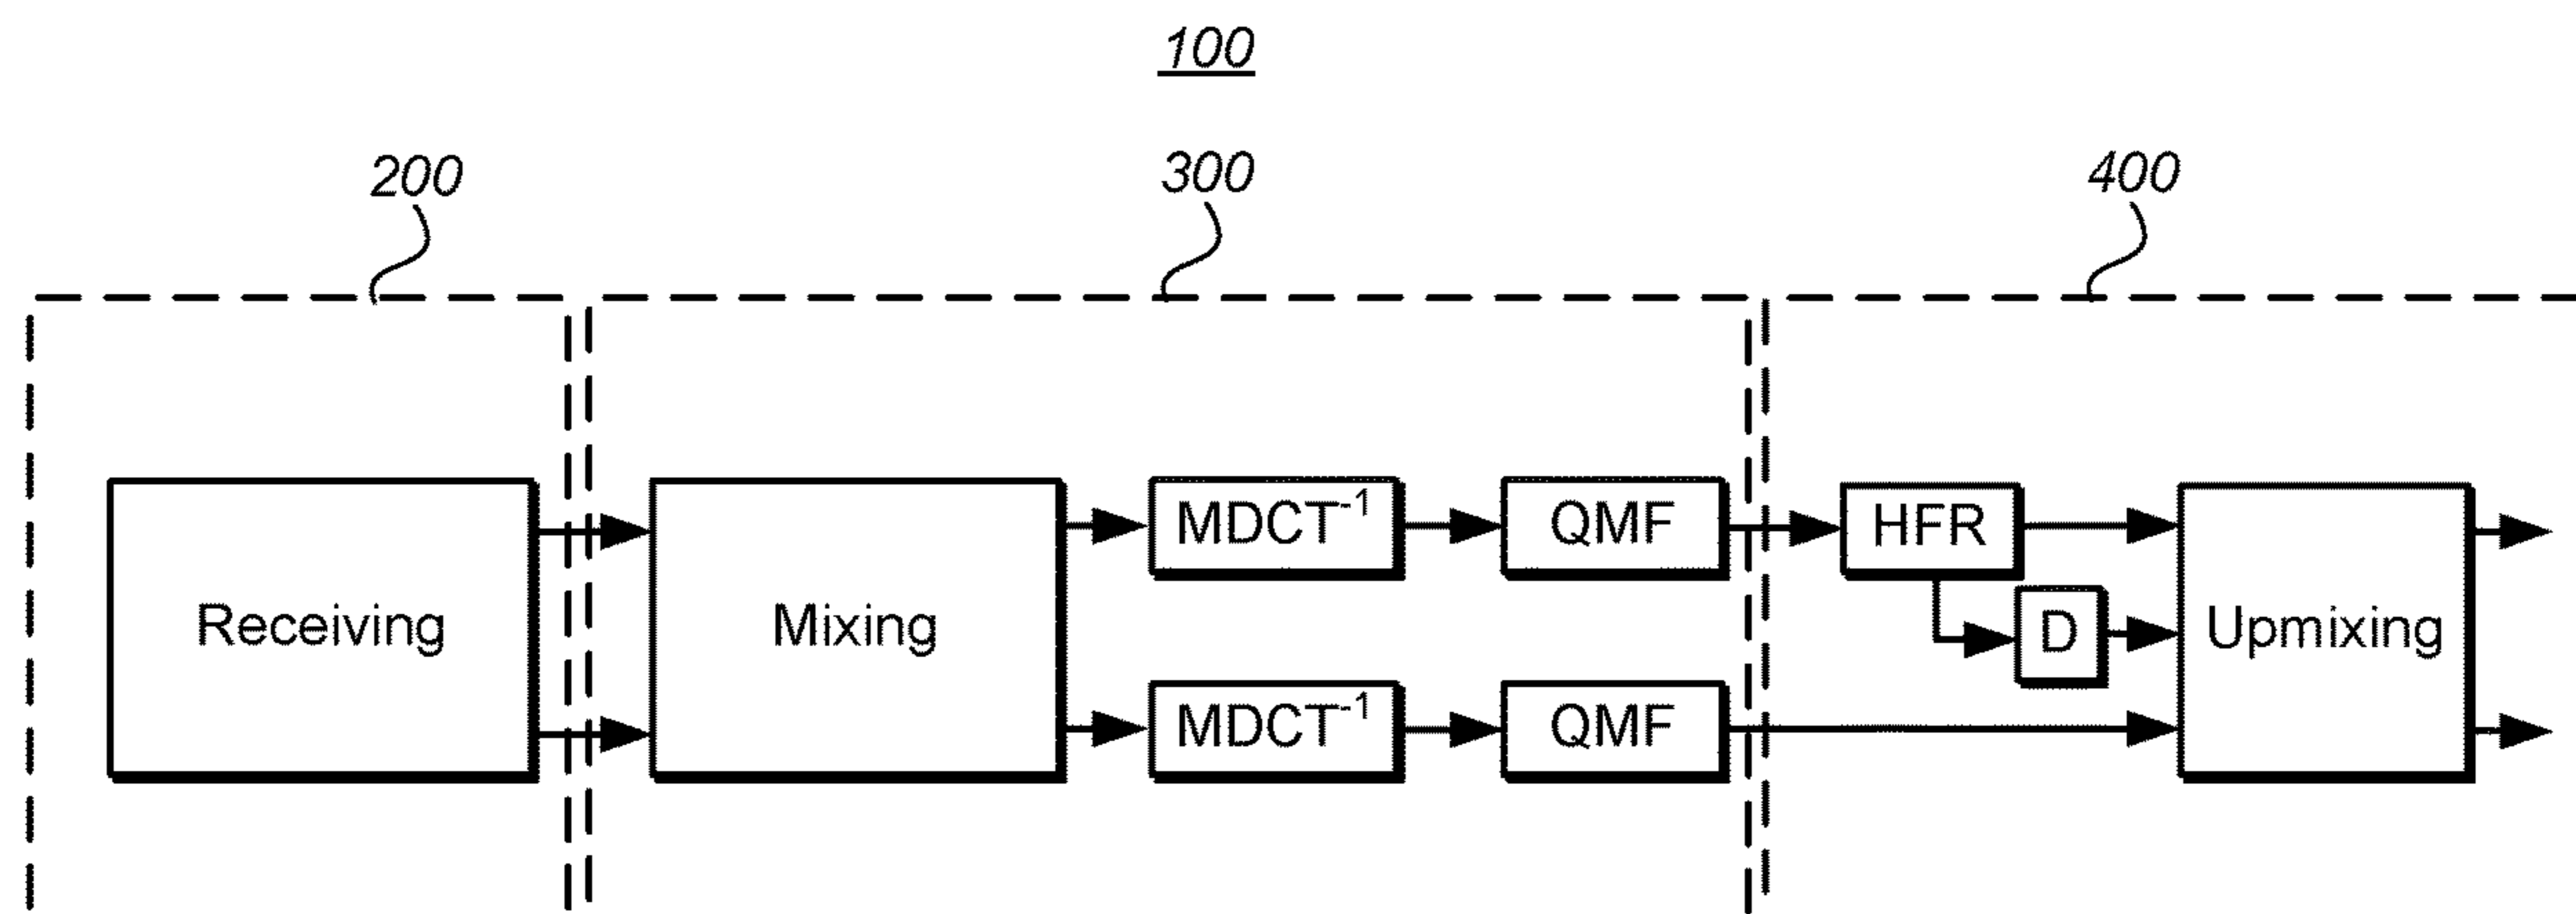 100
200
300
400
MDCT⁻¹
QMF
HFR
Receiving
Mixing
D
Upmixing
MDCT⁻¹
QMF